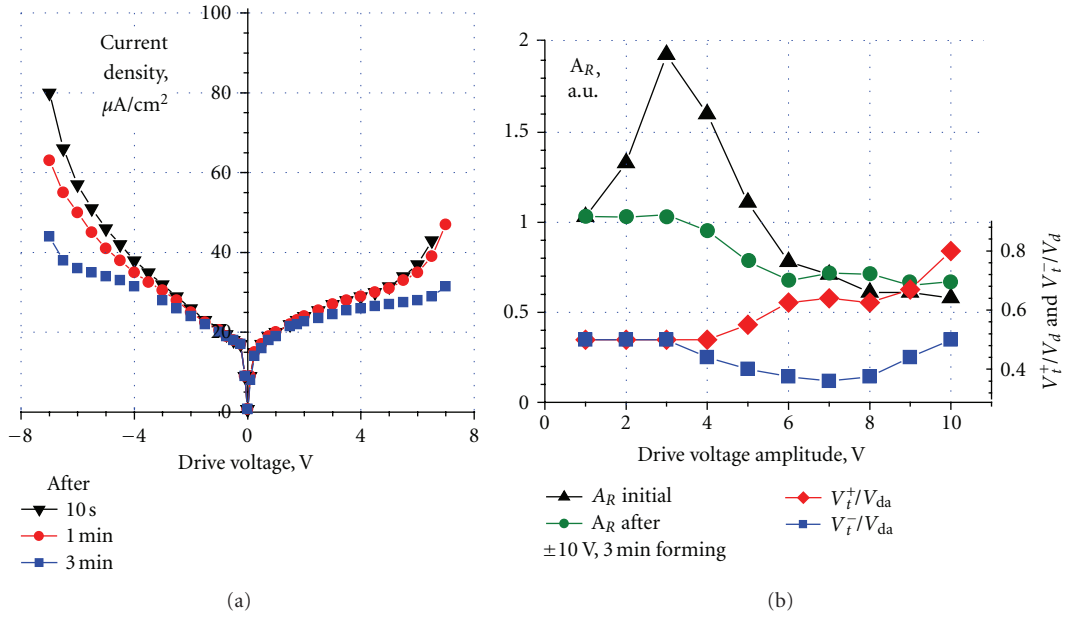 Current
density,
μA/cm²
100
80
60
40
20
0
−8
−4
0
4
8
Drive voltage, V
After
10 s
1 min
3 min
(a)
A_R,
a.u.
2
1.5
1
0.5
0
0.8
0.6
0.4
V_t^+/V_d and V_t^−/V_d
0
2
4
6
8
10
Drive voltage amplitude, V
A_R initial
A_R after
±10 V, 3 min forming
V_t^+/V_da
V_t^−/V_da
(b)